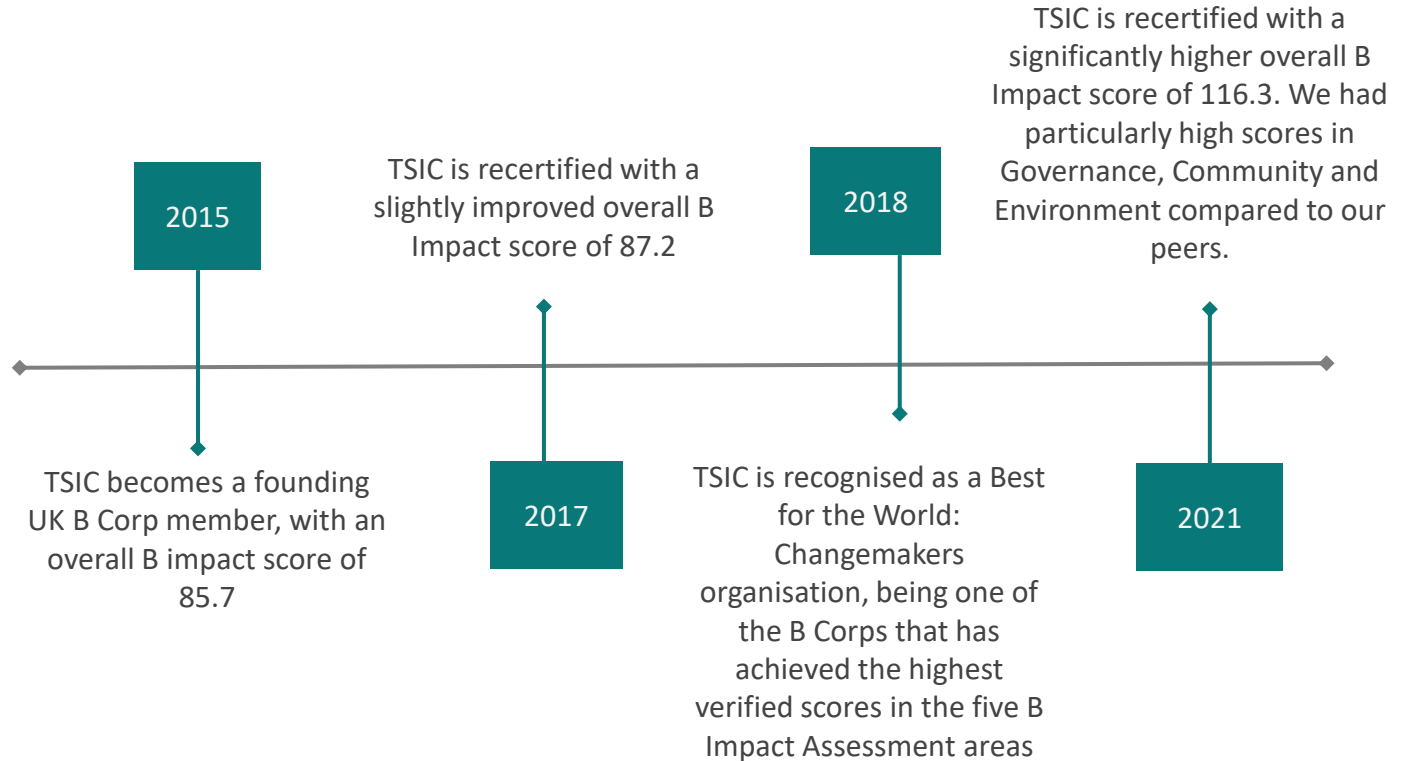 2015
TSIC becomes a founding
UK B Corp member, with an
overall B impact score of
85.7
TSIC is recertified with a
slightly improved overall B
Impact score of 87.2
2017
2018
TSIC is recognised as a Best
for the World:
Changemakers
organisation, being one of
the B Corps that has
achieved the highest
verified scores in the five B
Impact Assessment areas
TSIC is recertified with a
significantly higher overall B
Impact score of 116.3. We had
particularly high scores in
Governance, Community and
Environment compared to our
peers.
2021